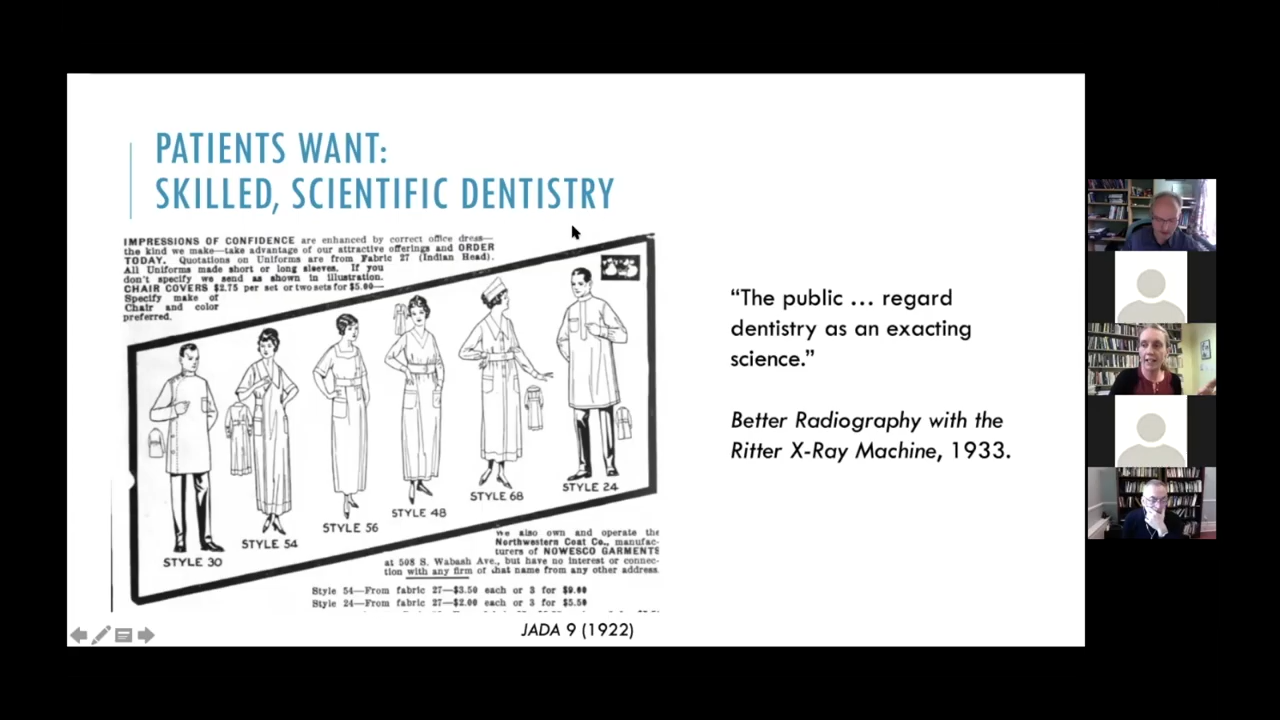 PATIENTS WANT:
SKILLED, SCIENTIFIC DENTISTRY
IMPRESSIONS OF CONFIDENCE are enhanced by correct office dress—
the kind we make—take advantage of our attractive offerings and ORDER
TODAY. Quotations on Uniforms are from Fabric 27 (Indian Head).
All Uniforms made short or long sleeves. If you
don't specify we send as shown in illustration.
CHAIR COVERS $2.75 per set or two sets for $5.00—
Specify make of
Chair and color
preferred.
STYLE 30
STYLE 54
STYLE 56
STYLE 48
STYLE 68
STYLE 24
We also own and operate the
Northwestern Coat Co., manufac-
turers of NOWESCO GARMENTS
at 508 S. Wabash Ave., but have no interest or connec-
tion with any firm of that name from any other address.
Style 54—From fabric 27—$3.50 each or 3 for $9.00
Style 24—From fabric 27—$2.00 each or 3 for $5.50
JADA 9 (1922)
“The public … regard
dentistry as an exacting
science.”
Better Radiography with the
Ritter X-Ray Machine, 1933.